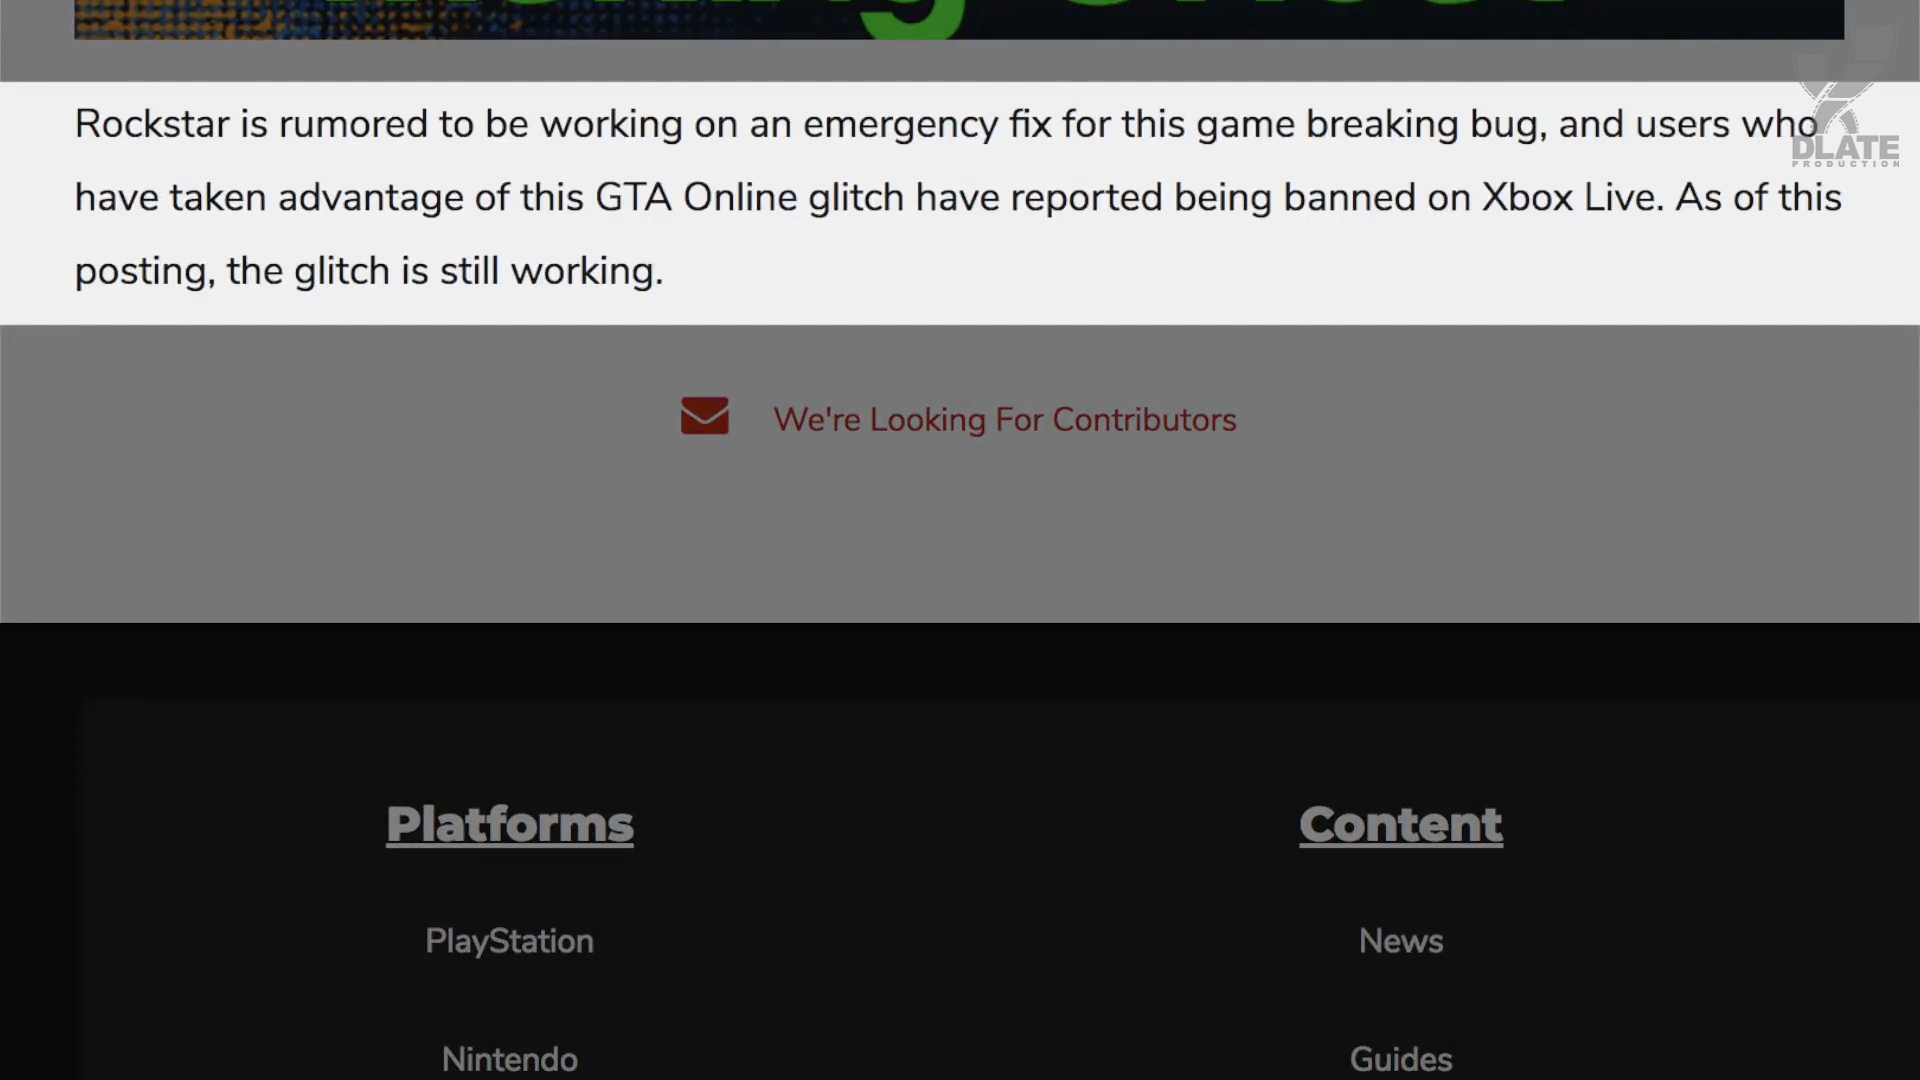 Rockstar is rumored to be working on an emergency fix for this game breaking bug, and users who
have taken advantage of this GTA Online glitch have reported being banned on Xbox Live. As of this
posting, the glitch is still working.
DLATE
PRODUCTION
We're Looking For Contributors
Platforms
Content
PlayStation
News
Nintendo
Guides